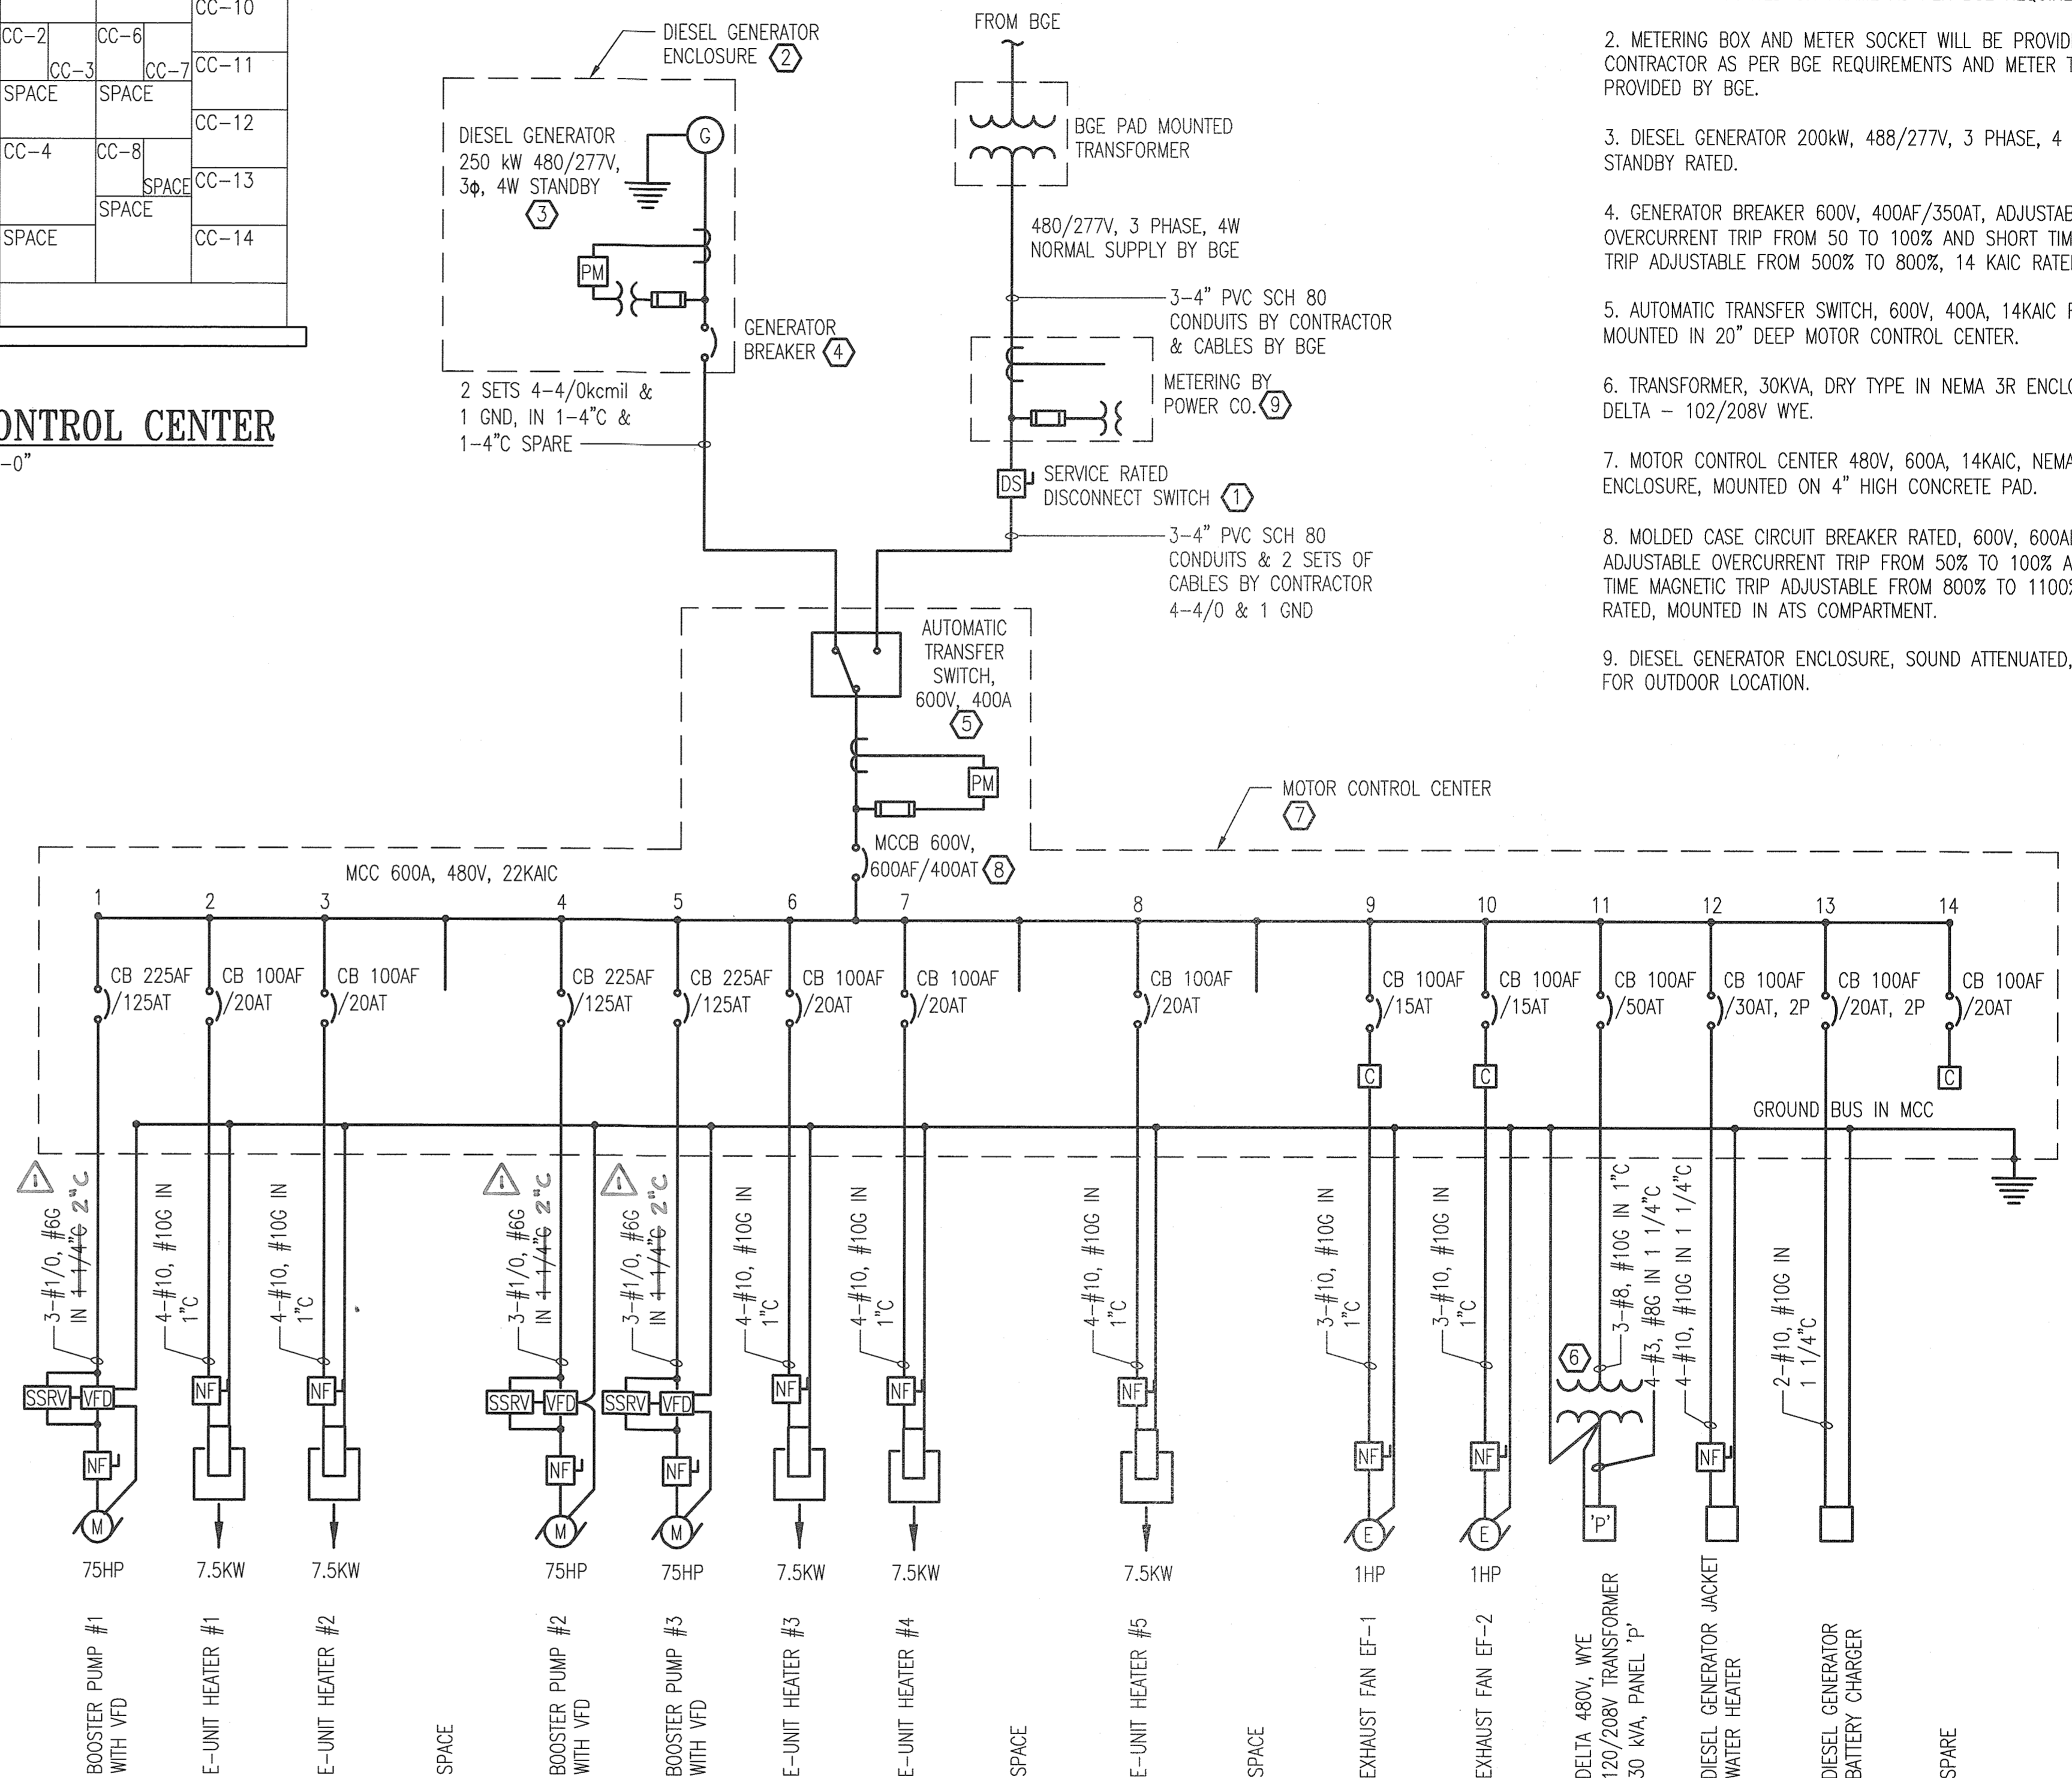 CC-10
CC-2
CC-6
CC-3
CC-7
CC-11
SPACE
SPACE
CC-12
CC-4
CC-8
SPACE
CC-13
SPACE
SPACE
CC-14
ONTROL CENTER
-0"
DIESEL GENERATOR
ENCLOSURE 2
DIESEL GENERATOR
250 kW 480/277V,
3ϕ, 4W STANDBY
3
G
PM
GENERATOR
BREAKER 4
2 SETS 4-4/0kcmil &
1 GND, IN 1-4"C &
1-4"C SPARE
FROM BGE
BGE PAD MOUNTED
TRANSFORMER
480/277V, 3 PHASE, 4W
NORMAL SUPPLY BY BGE
3-4" PVC SCH 80
CONDUITS BY CONTRACTOR
& CABLES BY BGE
METERING BY
POWER CO. 9
DS
SERVICE RATED
DISCONNECT SWITCH 1
3-4" PVC SCH 80
CONDUITS & 2 SETS OF
CABLES BY CONTRACTOR
4-4/0 & 1 GND
AUTOMATIC
TRANSFER
SWITCH,
600V, 400A
5
PM
MCCB 600V,
600AF/400AT 8
MOTOR CONTROL CENTER
7
2. METERING BOX AND METER SOCKET WILL BE PROVID
CONTRACTOR AS PER BGE REQUIREMENTS AND METER T
PROVIDED BY BGE.
3. DIESEL GENERATOR 200kW, 488/277V, 3 PHASE, 4
STANDBY RATED.
4. GENERATOR BREAKER 600V, 400AF/350AT, ADJUSTAB
OVERCURRENT TRIP FROM 50 TO 100% AND SHORT TIM
TRIP ADJUSTABLE FROM 500% TO 800%, 14 KAIC RATE
5. AUTOMATIC TRANSFER SWITCH, 600V, 400A, 14KAIC
MOUNTED IN 20" DEEP MOTOR CONTROL CENTER.
6. TRANSFORMER, 30KVA, DRY TYPE IN NEMA 3R ENCLO
DELTA - 102/208V WYE.
7. MOTOR CONTROL CENTER 480V, 600A, 14KAIC, NEMA
ENCLOSURE, MOUNTED ON 4" HIGH CONCRETE PAD.
8. MOLDED CASE CIRCUIT BREAKER RATED, 600V, 600A
ADJUSTABLE OVERCURRENT TRIP FROM 50% TO 100% A
TIME MAGNETIC TRIP ADJUSTABLE FROM 800% TO 1100%
RATED, MOUNTED IN ATS COMPARTMENT.
9. DIESEL GENERATOR ENCLOSURE, SOUND ATTENUATED,
FOR OUTDOOR LOCATION.
MCC 600A, 480V, 22KAIC
1 2 3 4 5 6 7 8 9 10 11 12 13 14
CB 225AF
/125AT
CB 100AF
/20AT
CB 100AF
/20AT
CB 225AF
/125AT
CB 225AF
/125AT
CB 100AF
/20AT
CB 100AF
/20AT
CB 100AF
/20AT
CB 100AF
/15AT
CB 100AF
/15AT
CB 100AF
/50AT
CB 100AF
/30AT, 2P
CB 100AF
/20AT, 2P
CB 100AF
/20AT
C
C
C
GROUND BUS IN MCC
1
3-#1/0, #6G
IN 1 1/4"C 2"C
4-#10, #10G IN
1"C
4-#10, #10G IN
1"C
1
3-#1/0, #6G
IN 1 1/4"C 2"C
1
3-#1/0, #6G
IN 1 1/4"C 2"C
4-#10, #10G IN
1"C
4-#10, #10G IN
1"C
4-#10, #10G IN
1"C
3-#10, #10G IN
1"C
3-#10, #10G IN
1"C
6
3-#8, #10G IN 1"C
4-#3, #8G IN 1 1/4"C
4-#10, #10G IN 1 1/4"C
2-#10, #10G IN
1 1/4"C
SSRV VFD
NF
NF
NF
SSRV VFD
NF
SSRV VFD
NF
NF
NF
NF
NF
NF
NF
M
M
M
E
E
'P'
75HP
7.5KW
7.5KW
75HP
75HP
7.5KW
7.5KW
7.5KW
1HP
1HP
BOOSTER PUMP #1
WITH VFD
E-UNIT HEATER #1
E-UNIT HEATER #2
SPACE
BOOSTER PUMP #2
WITH VFD
BOOSTER PUMP #3
WITH VFD
E-UNIT HEATER #3
E-UNIT HEATER #4
SPACE
E-UNIT HEATER #5
SPACE
EXHAUST FAN EF-1
EXHAUST FAN EF-2
DELTA 480V, WYE
120/208V TRANSFORMER
30 kVA, PANEL 'P'
DIESEL GENERATOR JACKET
WATER HEATER
DIESEL GENERATOR
BATTERY CHARGER
SPARE